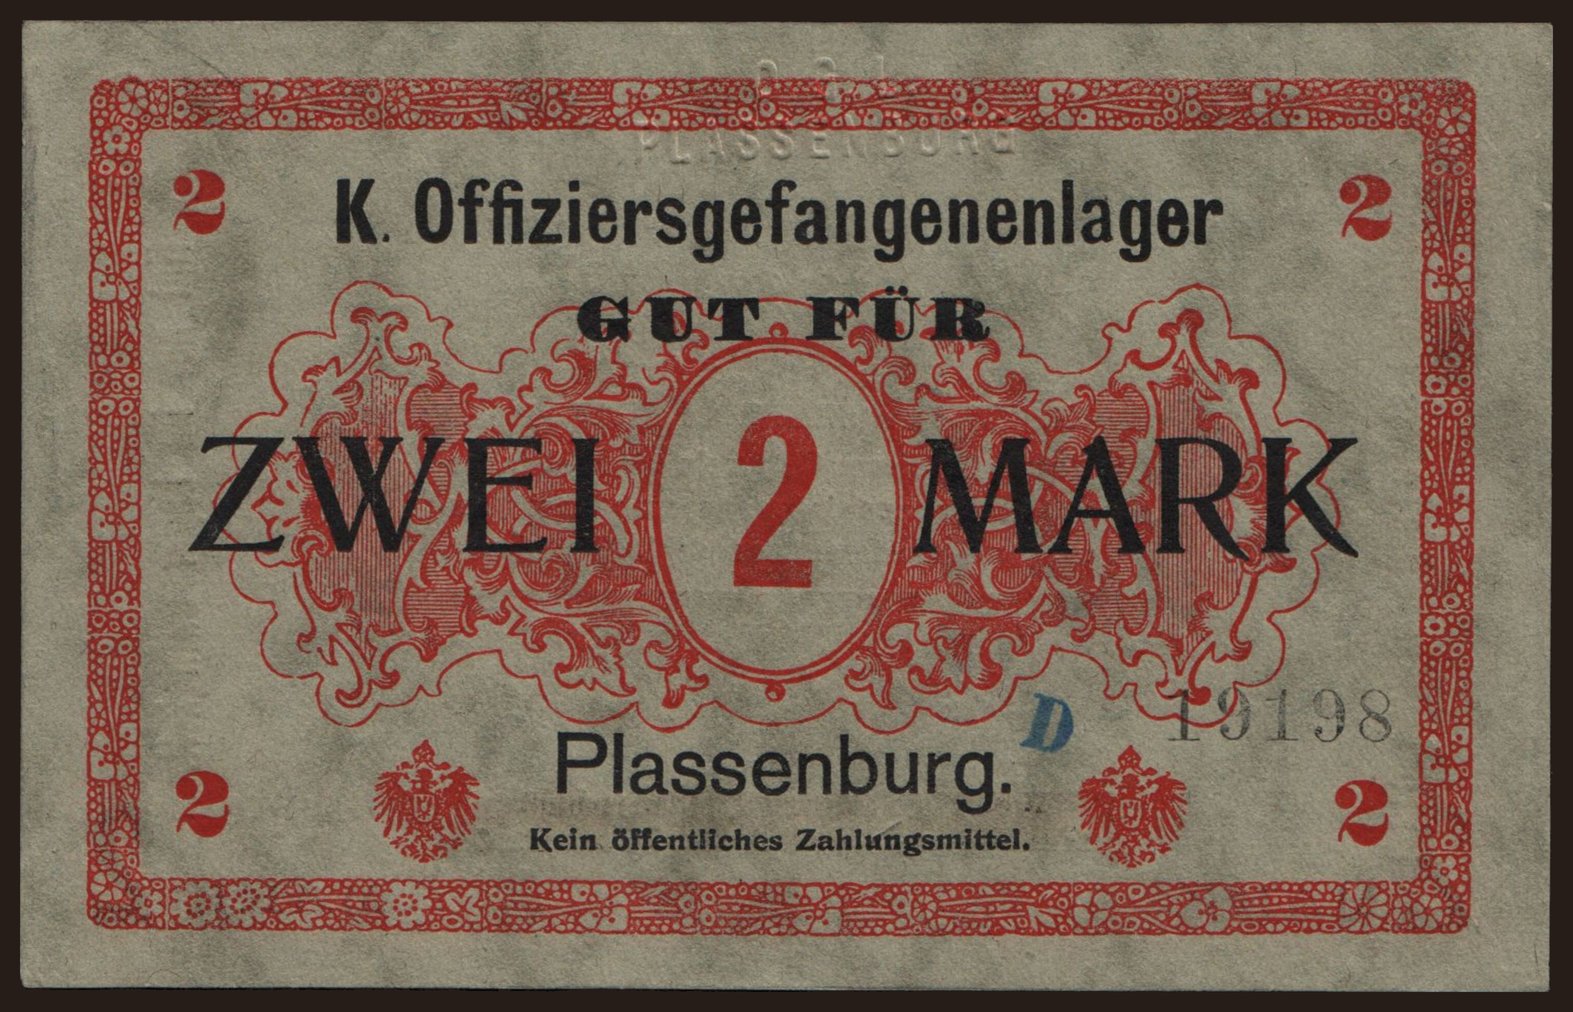 PLASSENBURG
2 K. Offiziersgefangenenlager 2
GUT FÜR
ZWEI 2 MARK
D 19198
Plassenburg.
2 2
Kein öffentliches Zahlungsmittel.